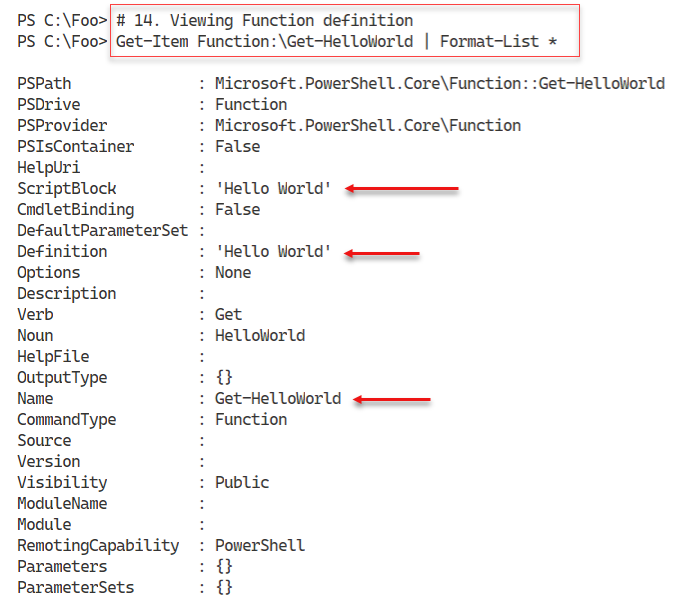 PS C:\Foo> # 14. Viewing Function definition
PS C:\Foo> Get-Item Function:\Get-HelloWorld | Format-List *
PSPath : Microsoft.PowerShell.Core\Function::Get-HelloWorld
PSDrive : Function
PSProvider : Microsoft.PowerShell.Core\Function
PSIsContainer : False
HelpUri :
ScriptBlock : 'Hello World'
CmdletBinding : False
DefaultParameterSet :
Definition : 'Hello World'
Options : None
Description :
Verb : Get
Noun : HelloWorld
HelpFile :
OutputType : {}
Name : Get-HelloWorld
CommandType : Function
Source :
Version :
Visibility : Public
ModuleName :
Module :
RemotingCapability : PowerShell
Parameters : {}
ParameterSets : {}